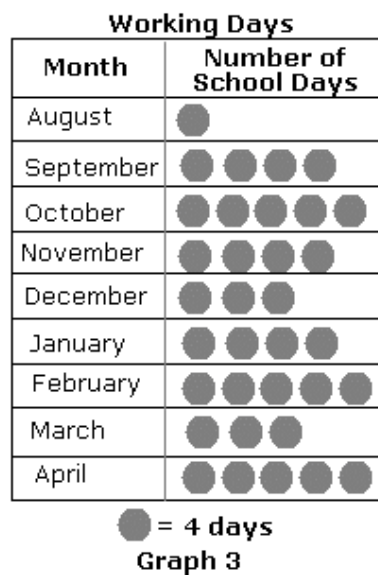 Working Days
Month
Number of
School Days
August
September
October
November
December
January
February
March
April
= 4 days
Graph 3